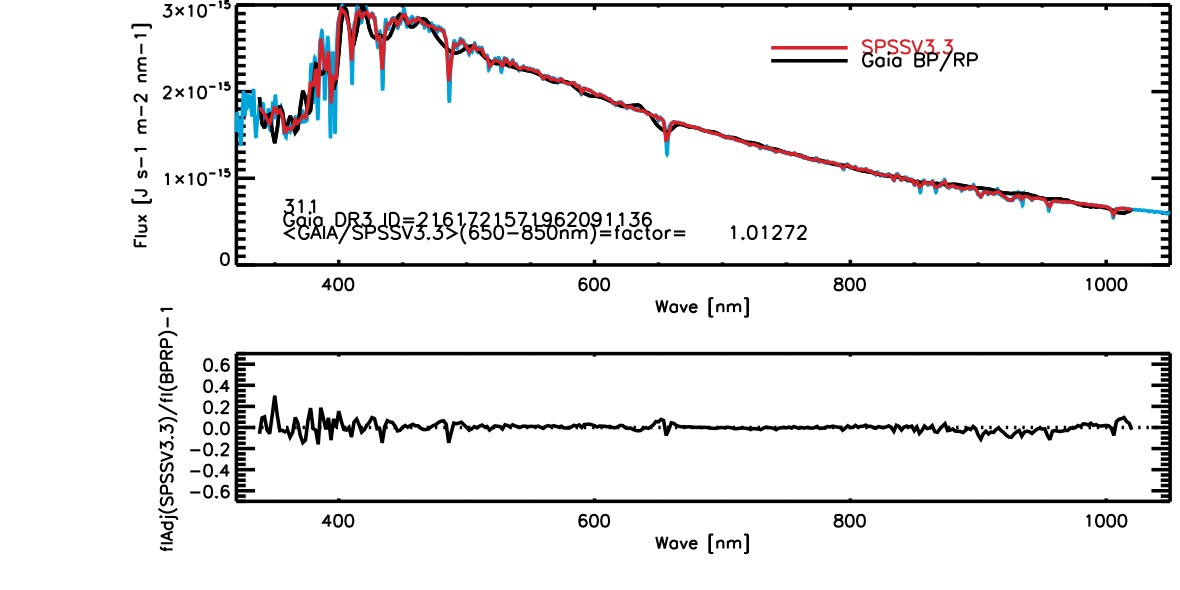 3×10−15
2×10−15
1×10−15
0
Flux [J s−1 m−2 nm−1]
SPSSV3.3
Gaia BP/RP
31.1
Gaia DR3 ID=2161721571962091136
<GAIA/SPSSV3.3>(650−850nm)=factor= 1.01272
400 600 800 1000
Wave [nm]
flAdj(SPSSV3.3)/fl(BPRP)−1
0.6
0.4
0.2
0.0
−0.2
−0.4
−0.6
400 600 800 1000
Wave [nm]